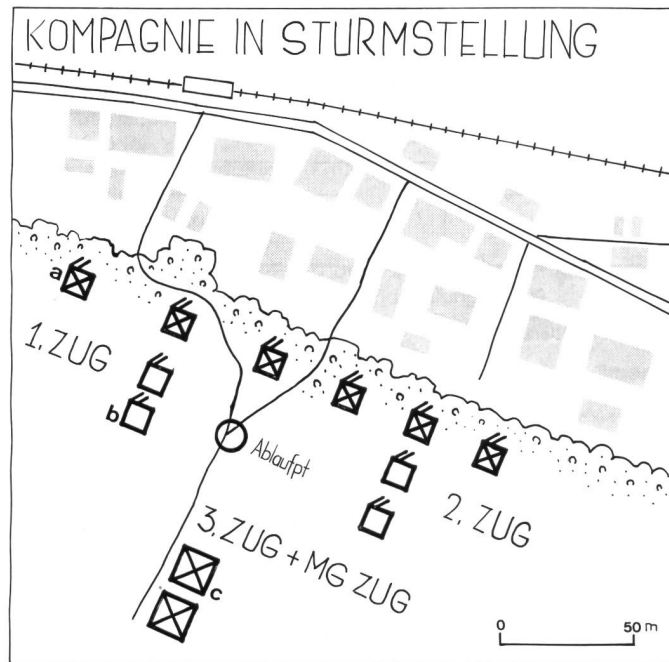 KOMPAGNIE IN STURMSTELLUNG
a
1. ZUG
b
Ablaufpt
2. ZUG
3. ZUG + MG ZUG
c
0 50 m